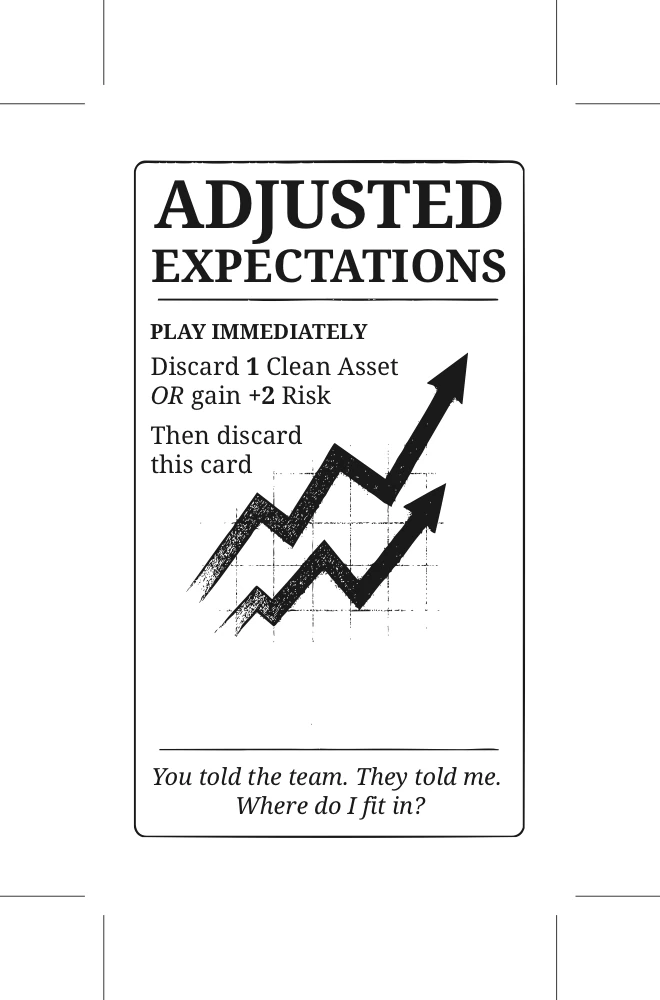 ADJUSTED
EXPECTATIONS
PLAY IMMEDIATELY
Discard 1 Clean Asset
OR gain +2 Risk
Then discard
this card
You told the team. They told me.
Where do I fit in?